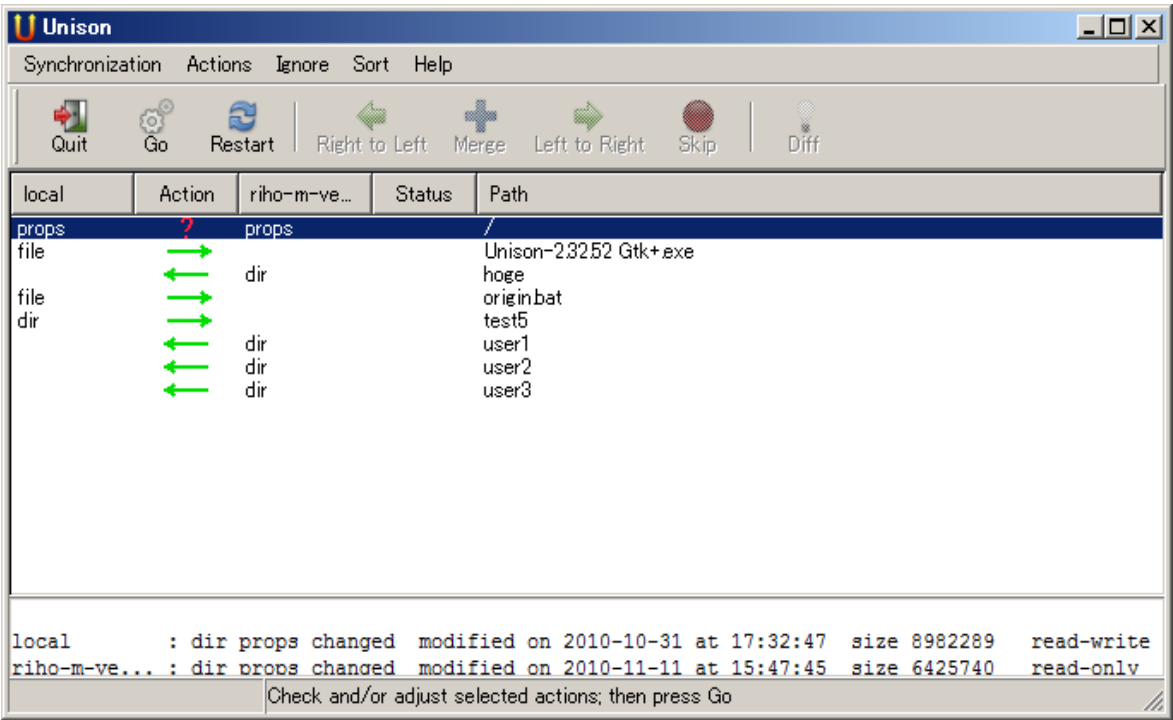 Unison
Synchronization Actions Ignore Sort Help
Quit Go Restart Right to Left Merge Left to Right Skip Diff
local Action riho-m-ve... Status Path
props ? props /
file Unison-2.32.52 Gtk+.exe
dir hoge
file origin.bat
dir test5
dir user1
dir user2
dir user3
local : dir props changed modified on 2010-10-31 at 17:32:47 size 8982289 read-write
riho-m-ve... : dir props changed modified on 2010-11-11 at 15:47:45 size 6425740 read-only
Check and/or adjust selected actions; then press Go